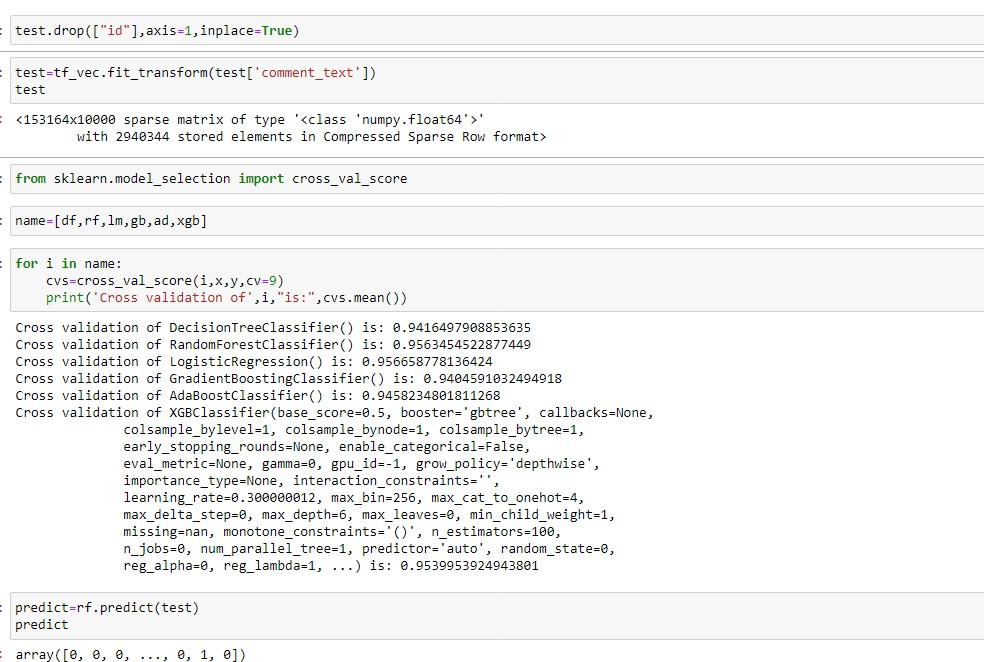 test.drop(["id"],axis=1,inplace=True)
test=tf_vec.fit_transform(test['comment_text'])
test
<153164x10000 sparse matrix of type '<class 'numpy.float64'>'
        with 2940344 stored elements in Compressed Sparse Row format>
from sklearn.model_selection import cross_val_score
name=[df,rf,lm,gb,ad,xgb]
for i in name:
    cvs=cross_val_score(i,x,y,cv=9)
    print('Cross validation of',i,"is:",cvs.mean())
Cross validation of DecisionTreeClassifier() is: 0.9416497908853635
Cross validation of RandomForestClassifier() is: 0.9563454522877449
Cross validation of LogisticRegression() is: 0.956658778136424
Cross validation of GradientBoostingClassifier() is: 0.9404591032494918
Cross validation of AdaBoostClassifier() is: 0.9458234801811268
Cross validation of XGBClassifier(base_score=0.5, booster='gbtree', callbacks=None,
              colsample_bylevel=1, colsample_bynode=1, colsample_bytree=1,
              early_stopping_rounds=None, enable_categorical=False,
              eval_metric=None, gamma=0, gpu_id=-1, grow_policy='depthwise',
              importance_type=None, interaction_constraints='',
              learning_rate=0.300000012, max_bin=256, max_cat_to_onehot=4,
              max_delta_step=0, max_depth=6, max_leaves=0, min_child_weight=1,
              missing=nan, monotone_constraints='()', n_estimators=100,
              n_jobs=0, num_parallel_tree=1, predictor='auto', random_state=0,
              reg_alpha=0, reg_lambda=1, ...) is: 0.9539953924943801
predict=rf.predict(test)
predict
array([0, 0, 0, ..., 0, 1, 0])